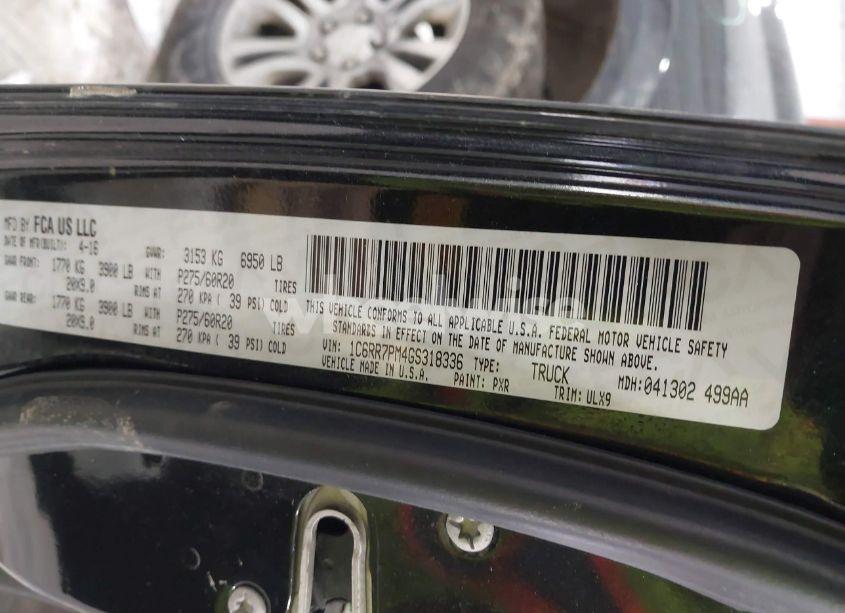 MFD BY FCA US LLC
DATE OF MFR(BUILT): 4-16 GVWR: 3153 KG 6950 LB
GAWR FRONT: 1770 KG 3900 LB WITH P275/60R20 TIRES
20X9.0 RIMS AT 270 KPA ( 39 PSI) COLD
GAWR REAR: 1770 KG 3900 LB WITH P275/60R20 TIRES
20X9.0 RIMS AT 270 KPA ( 39 PSI) COLD
THIS VEHICLE CONFORMS TO ALL APPLICABLE U.S.A. FEDERAL MOTOR VEHICLE SAFETY
STANDARDS IN EFFECT ON THE DATE OF MANUFACTURE SHOWN ABOVE.
VIN: 1C6RR7PM4GS318336 TYPE: TRUCK MDH:041302 499AA
VEHICLE MADE IN U.S.A. PAINT: PXR TRIM: ULX9